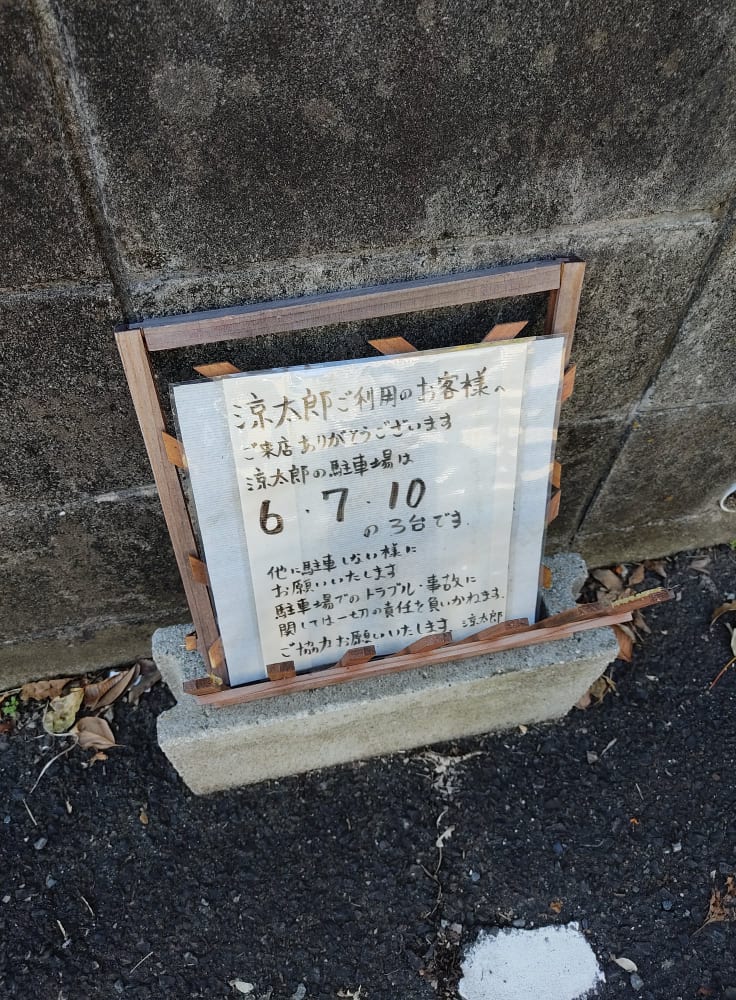 涼太郎ご利用のお客様へ
ご来店ありがとうございます
涼太郎の駐車場は
6・7・10
の3台です.
他に駐車しない様に
お願いいたします
駐車場でのトラブル・事故に
関しては一切の責任を負いかねます.
ご協力お願いいたします 涼太郎